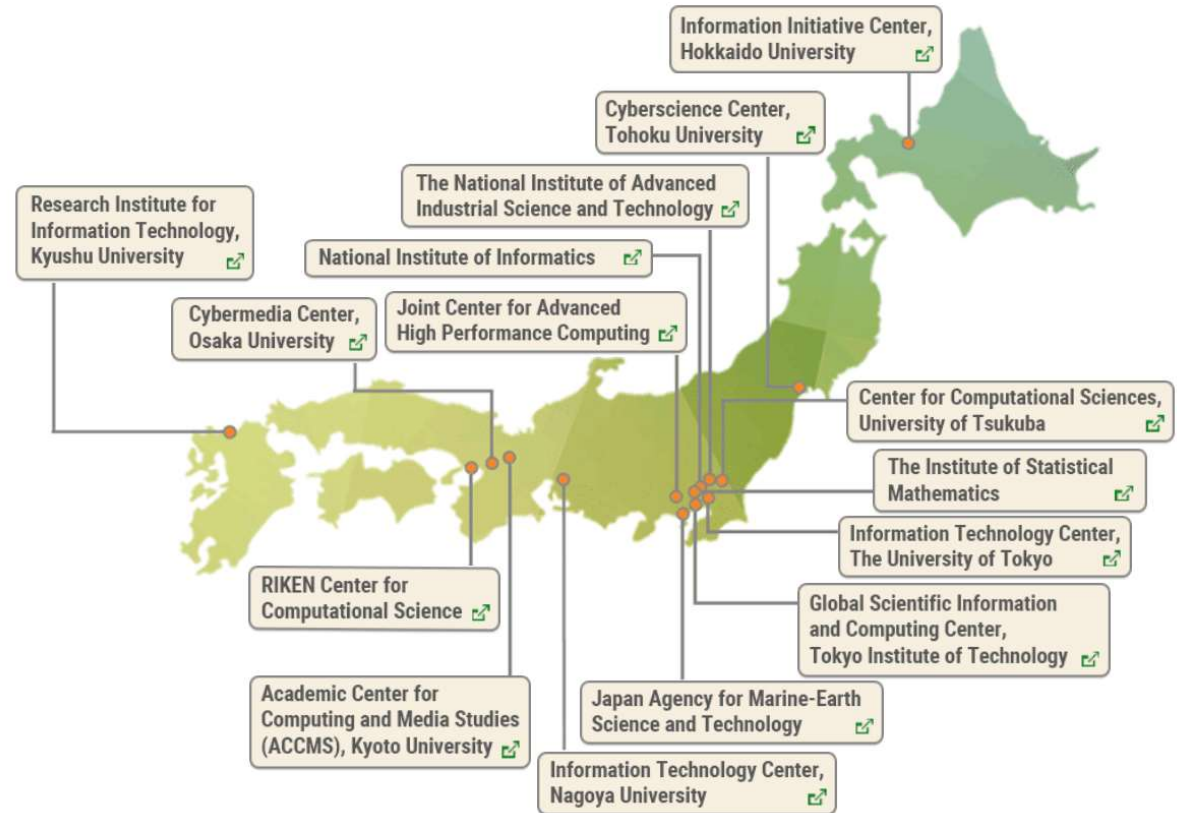 Information Initiative Center,
Hokkaido University
Cyberscience Center,
Tohoku University
The National Institute of Advanced
Industrial Science and Technology
Research Institute for
Information Technology,
Kyushu University
National Institute of Informatics
Cybermedia Center,
Osaka University
Joint Center for Advanced
High Performance Computing
Center for Computational Sciences,
University of Tsukuba
The Institute of Statistical
Mathematics
Information Technology Center,
The University of Tokyo
RIKEN Center for
Computational Science
Global Scientific Information
and Computing Center,
Tokyo Institute of Technology
Academic Center for
Computing and Media Studies
(ACCMS), Kyoto University
Japan Agency for Marine-Earth
Science and Technology
Information Technology Center,
Nagoya University